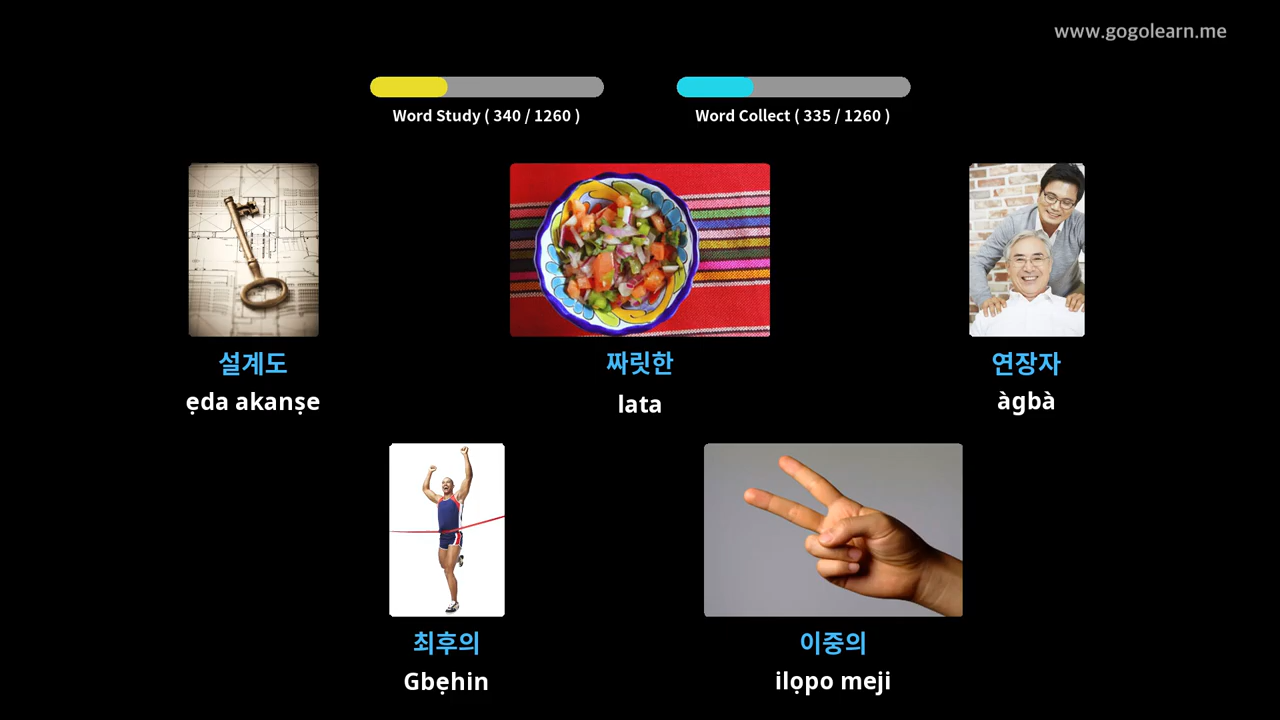 www.gogolearn.me
Word Study ( 340 / 1260 )
Word Collect ( 335 / 1260 )
설계도
ẹda akanṣe
짜릿한
lata
연장자
àgbà
최후의
Gbẹhin
이중의
ilọpo meji